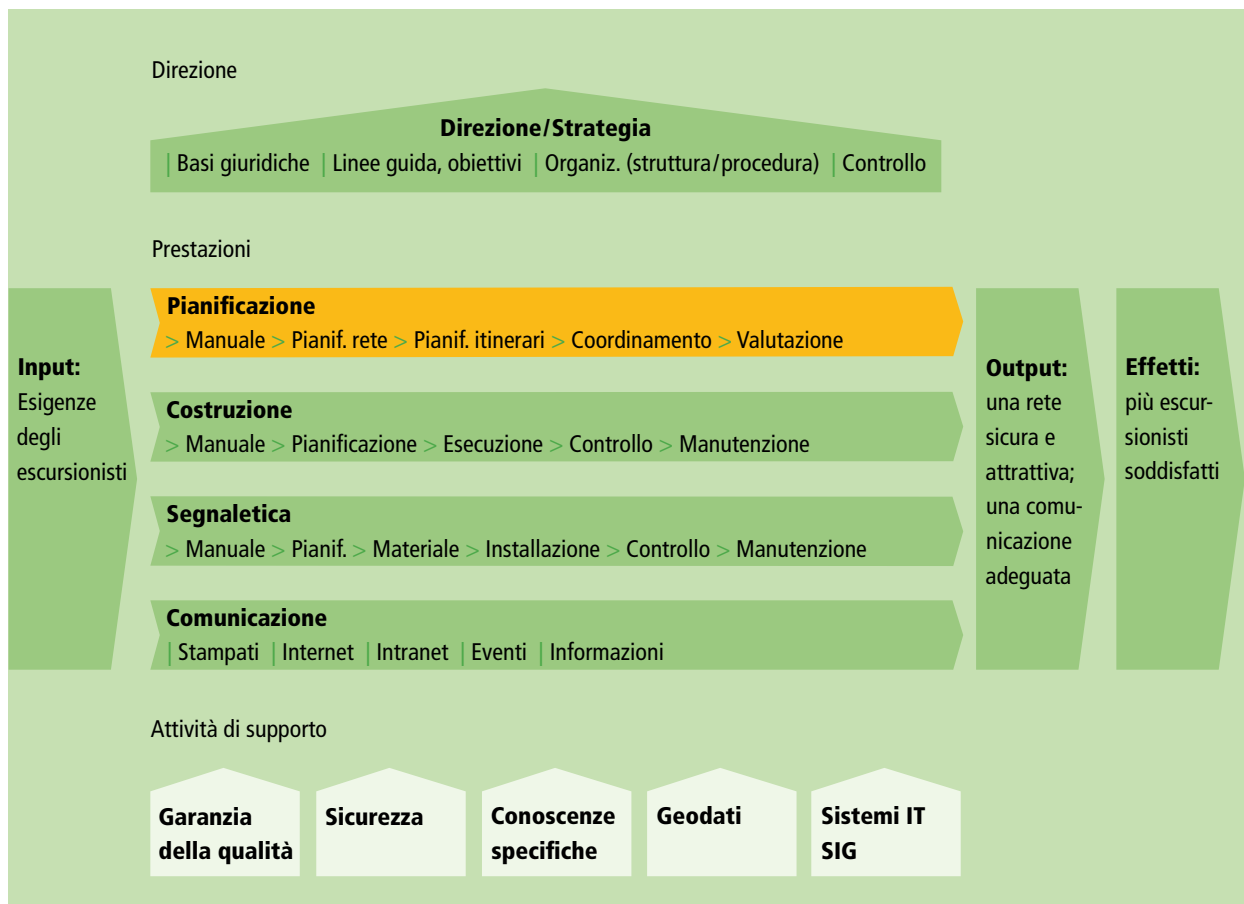 Direzione
Direzione/Strategia
| Basi giuridiche | Linee guida, obiettivi | Organiz. (struttura/procedura) | Controllo
Prestazioni
Input:
Esigenze
degli
escursionisti
Pianificazione
> Manuale > Pianif. rete > Pianif. itinerari > Coordinamento > Valutazione
Costruzione
> Manuale > Pianificazione > Esecuzione > Controllo > Manutenzione
Segnaletica
> Manuale > Pianif. > Materiale > Installazione > Controllo > Manutenzione
Comunicazione
| Stampati | Internet | Intranet | Eventi | Informazioni
Output:
una rete
sicura e
attrattiva;
una comu-
nicazione
adeguata
Effetti:
più escur-
sionisti
soddisfatti
Attività di supporto
Garanzia
della qualità
Sicurezza
Conoscenze
specifiche
Geodati
Sistemi IT
SIG